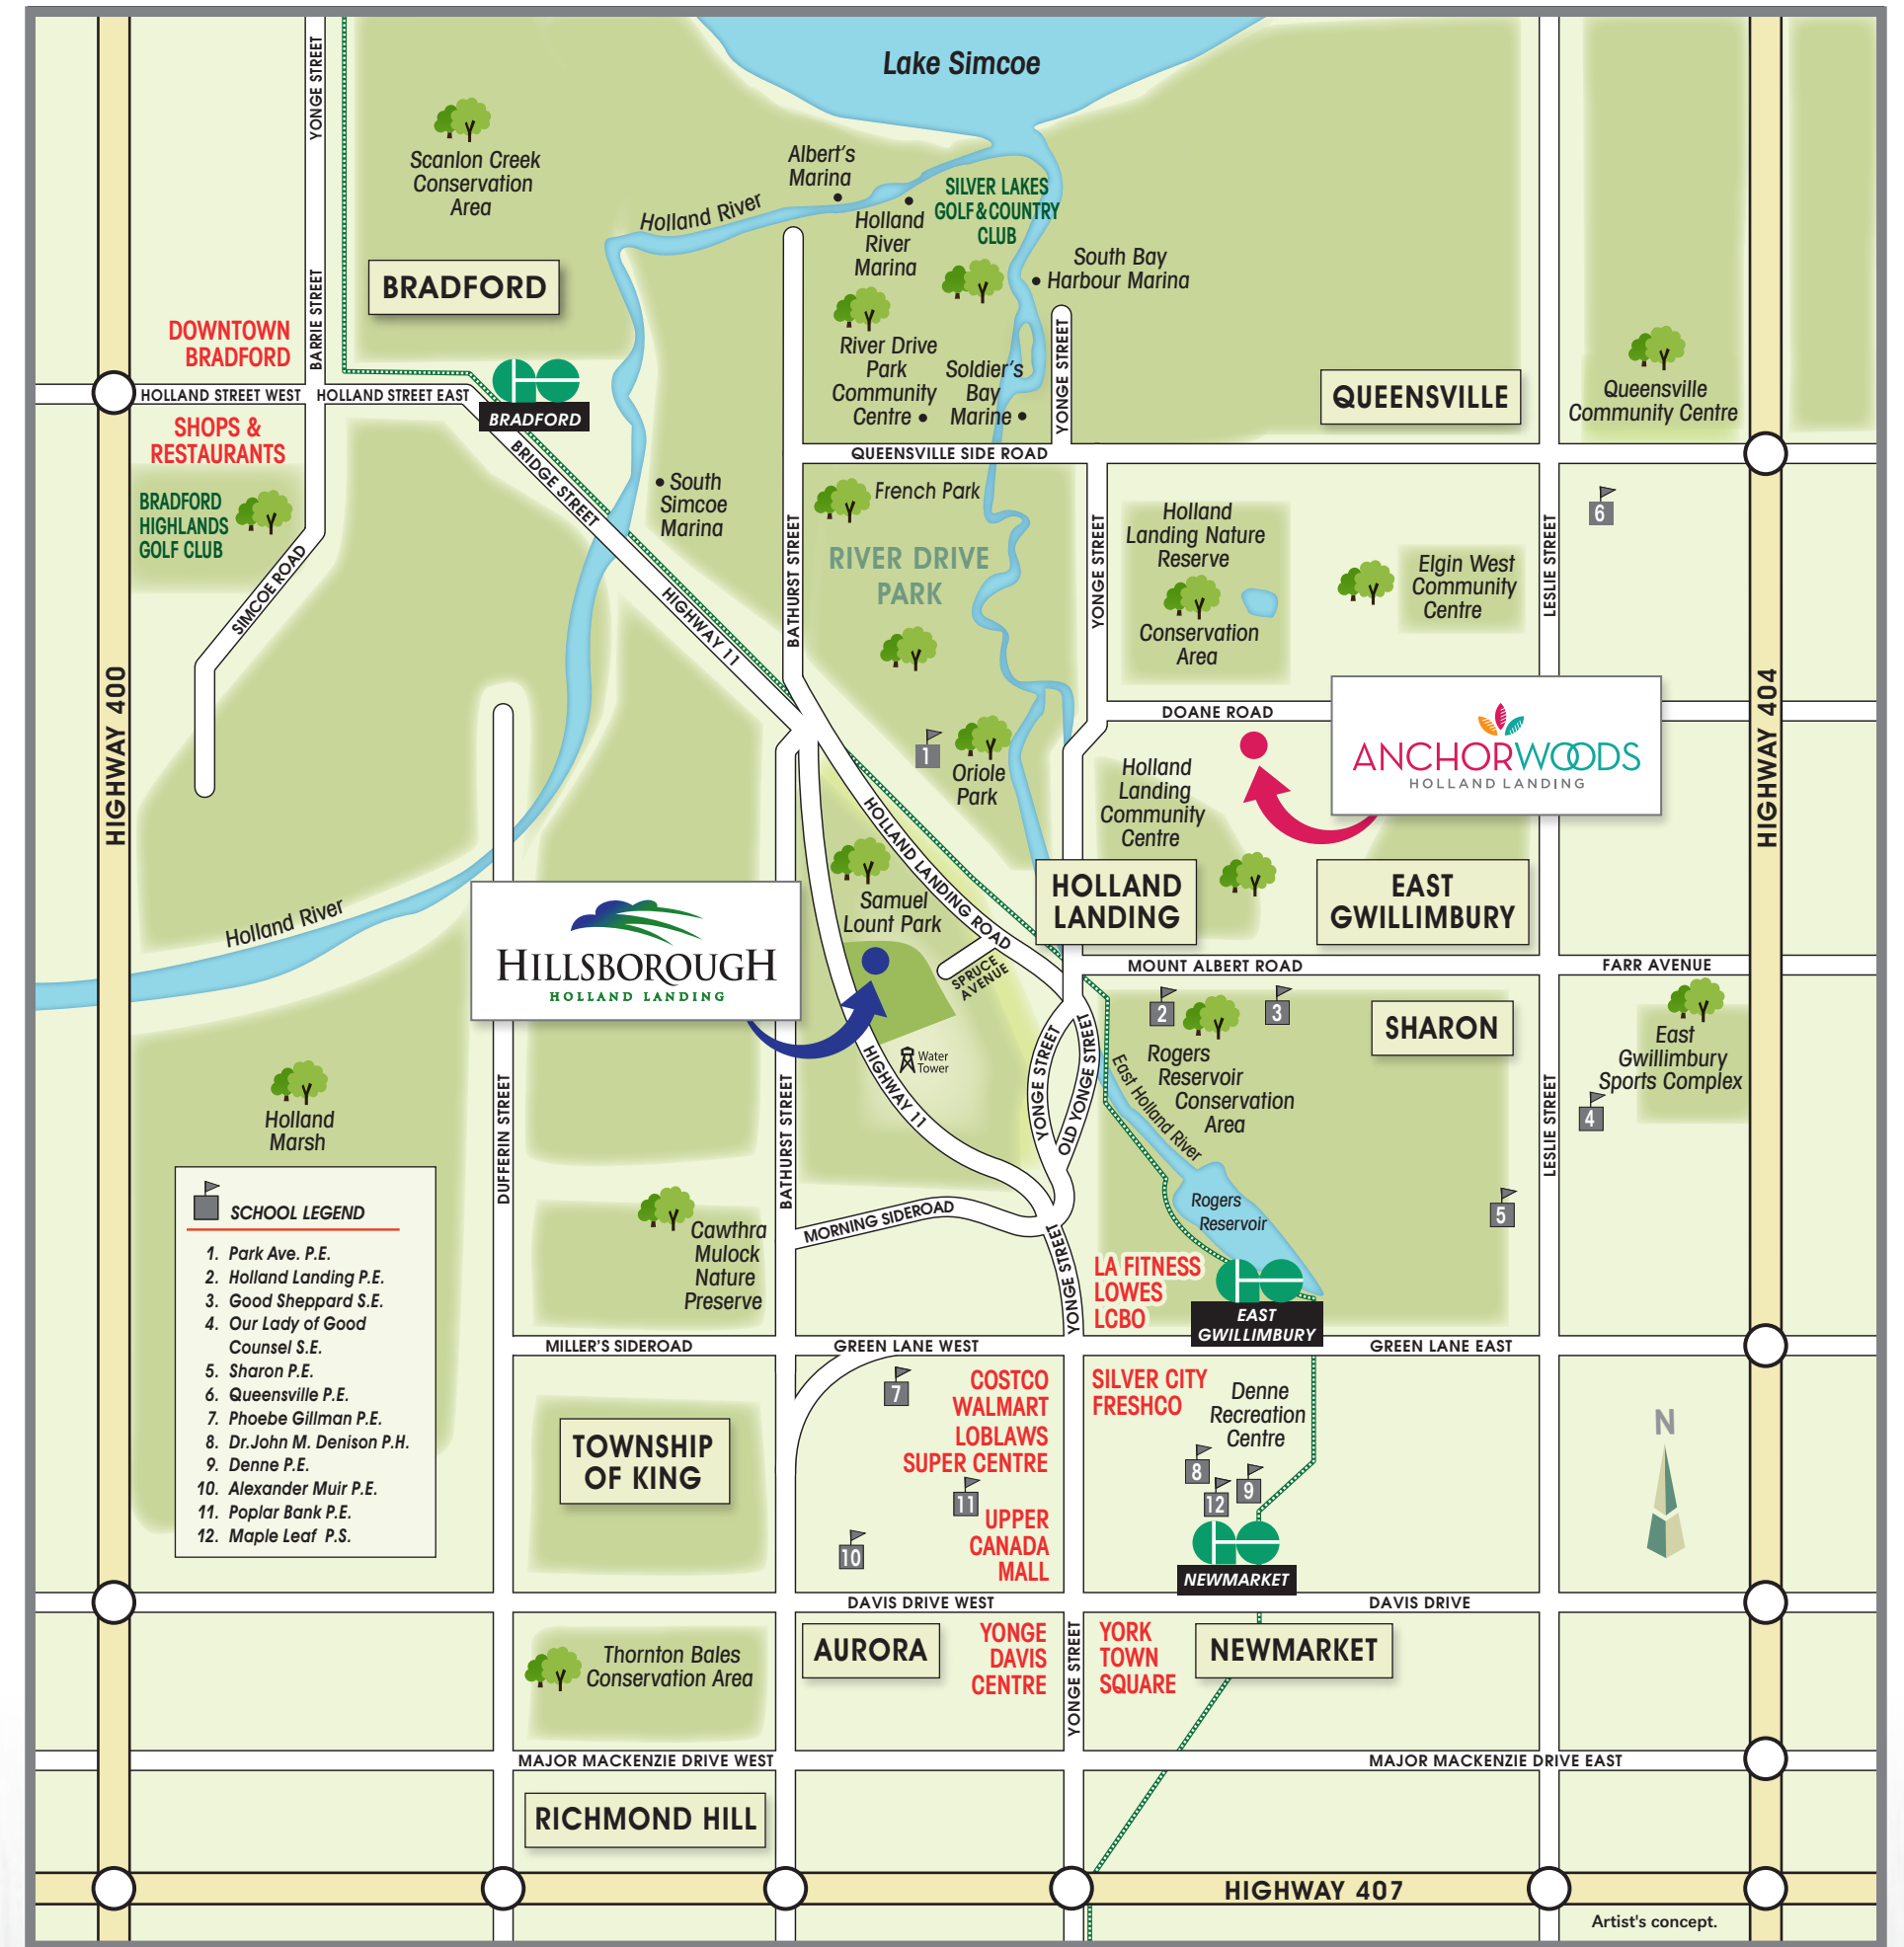 Lake Simcoe
YONGE STREET
Scanlon Creek
Conservation
Area
Albert's
Marina
Holland River
Holland
River
Marina
SILVER LAKES
GOLF & COUNTRY
CLUB
South Bay
Harbour Marina
BRADFORD
BARRIE STREET
DOWNTOWN
BRADFORD
River Drive
Park
Community
Centre
Soldier's
Bay
Marine
YONGE STREET
QUEENSVILLE
Queensville
Community Centre
HOLLAND STREET WEST
HOLLAND STREET EAST
BRADFORD
SHOPS &
RESTAURANTS
BRADFORD
HIGHLANDS
GOLF CLUB
SIMCOE ROAD
BRIDGE STREET
South
Simcoe
Marina
QUEENSVILLE SIDE ROAD
French Park
RIVER DRIVE
PARK
BATHURST STREET
YONGE STREET
Holland
Landing Nature
Reserve
Conservation
Area
Elgin West
Community
Centre
LESLIE STREET
6
HIGHWAY 11
HIGHWAY 400
HIGHWAY 404
DOANE ROAD
ANCHORWOODS
HOLLAND LANDING
1
Oriole
Park
Holland
Landing
Community
Centre
HOLLAND LANDING ROAD
Samuel
Lount Park
HOLLAND
LANDING
EAST
GWILLIMBURY
Holland River
HILLSBOROUGH
HOLLAND LANDING
SPRUCE
AVENUE
MOUNT ALBERT ROAD
FARR AVENUE
2
3
SHARON
East
Gwillimbury
Sports Complex
4
Water
Tower
HIGHWAY 11
YONGE STREET
OLD YONGE STREET
East Holland River
Rogers
Reservoir
Conservation
Area
Holland
Marsh
DUFFERIN STREET
BATHURST STREET
LESLIE STREET
5
Rogers
Reservoir
SCHOOL LEGEND
1. Park Ave. P.E.
2. Holland Landing P.E.
3. Good Sheppard S.E.
4. Our Lady of Good
Counsel S.E.
5. Sharon P.E.
6. Queensville P.E.
7. Phoebe Gillman P.E.
8. Dr.John M. Denison P.H.
9. Denne P.E.
10. Alexander Muir P.E.
11. Poplar Bank P.E.
12. Maple Leaf P.S.
Cawthra
Mulock
Nature
Preserve
MORNING SIDEROAD
YONGE STREET
LA FITNESS
LOWES
LCBO
EAST
GWILLIMBURY
MILLER'S SIDEROAD
GREEN LANE WEST
GREEN LANE EAST
7
COSTCO
WALMART
LOBLAWS
SUPER CENTRE
11
UPPER
CANADA
MALL
10
SILVER CITY
FRESHCO
Denne
Recreation
Centre
8
12
9
NEWMARKET
TOWNSHIP
OF KING
N
DAVIS DRIVE WEST
DAVIS DRIVE
Thornton Bales
Conservation Area
AURORA
YONGE
DAVIS
CENTRE
YONGE STREET
YORK
TOWN
SQUARE
NEWMARKET
MAJOR MACKENZIE DRIVE WEST
MAJOR MACKENZIE DRIVE EAST
RICHMOND HILL
HIGHWAY 407
Artist's concept.